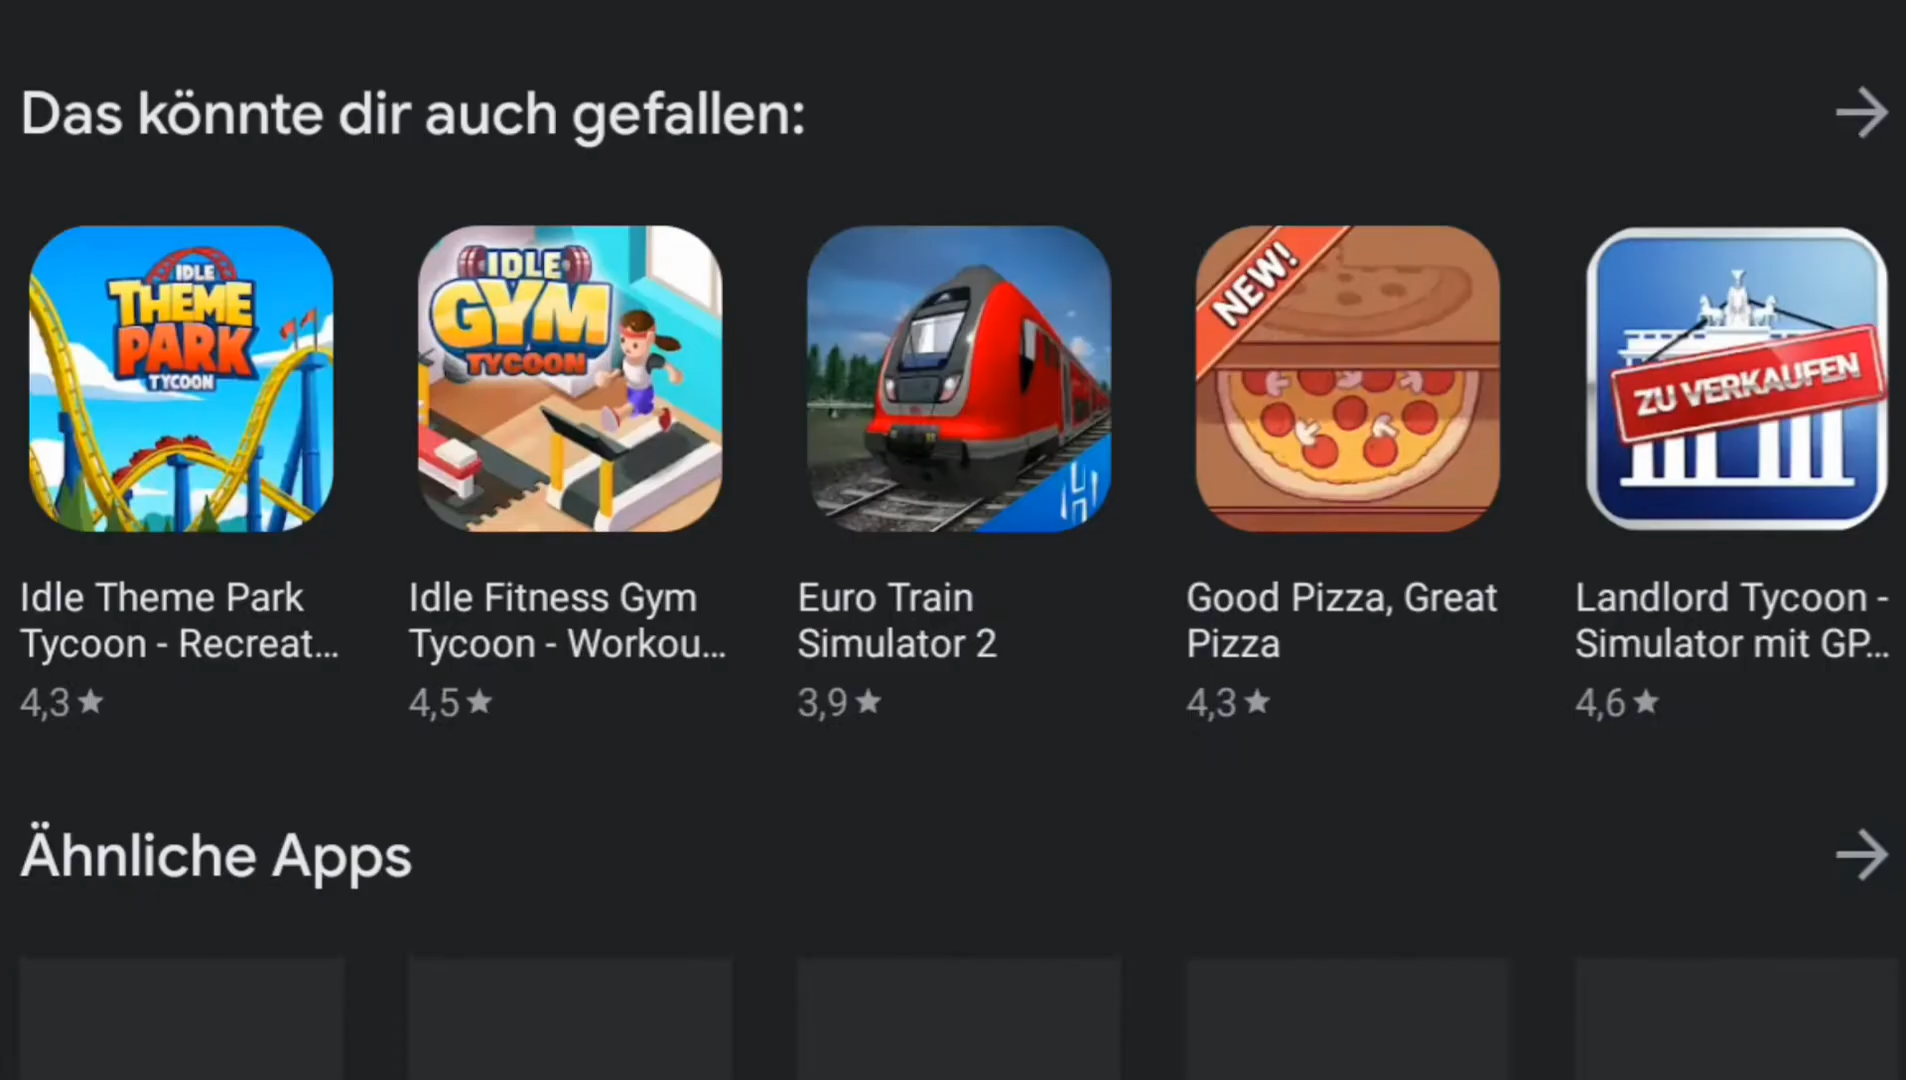 Das könnte dir auch gefallen:
IDLE
THEME
PARK
TYCOON
IDLE
GYM
TYCOON
NEW!
ZU VERKAUFEN
Idle Theme Park
Tycoon - Recreat...
4,3 ★
Idle Fitness Gym
Tycoon - Workou...
4,5 ★
Euro Train
Simulator 2
3,9 ★
Good Pizza, Great
Pizza
4,3 ★
Landlord Tycoon -
Simulator mit GP...
4,6 ★
Ähnliche Apps